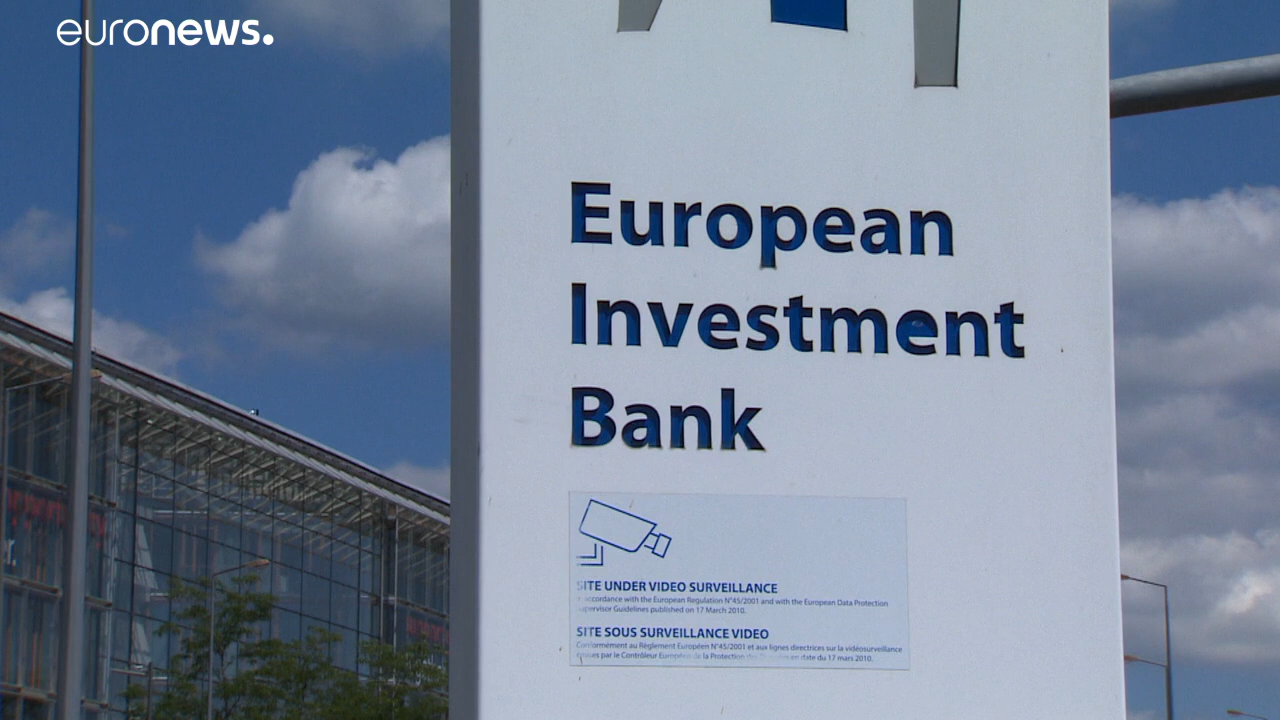 euronews.
European
Investment
Bank
SITE UNDER VIDEO SURVEILLANCE
accordance with the European Regulation N°45/2001 and with the European Data Protection
Supervisor Guidelines published on 17 March 2010.
SITE SOUS SURVEILLANCE VIDEO
Conformément au Règlement Européen N°45/2001 et aux lignes directrices sur la vidéosurveillance
par le Contrôleur Européen de la Protection des Données en date du 17 mars 2010.